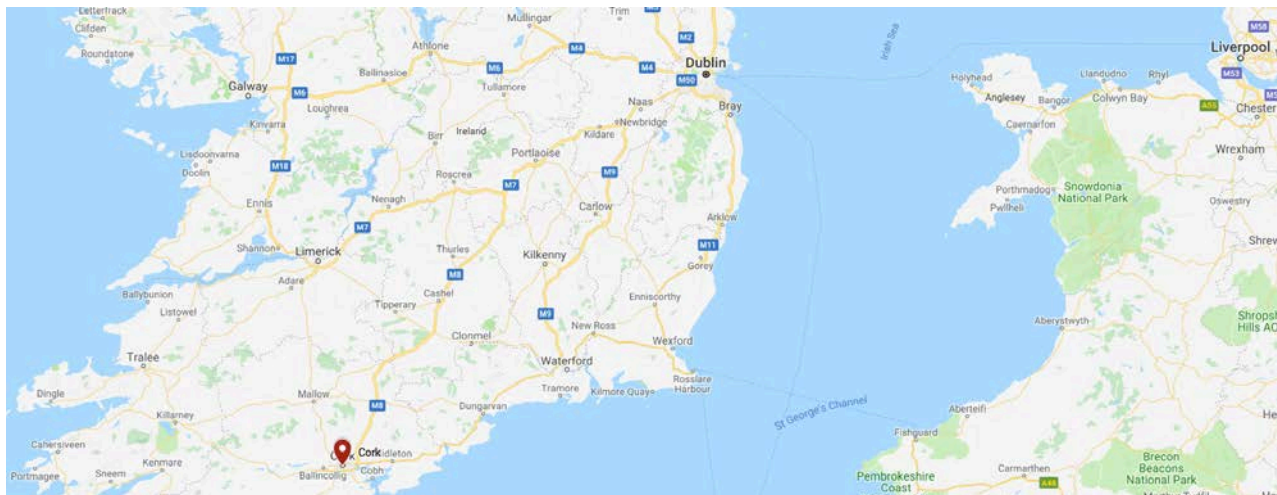 Letterfrack
Clifden
Roundstone
Galway
Kinvarra
Lisdoonvarna
Doolin
Ennis
Shannon
Limerick
Adare
Ballybunion
Listowel
Tralee
Dingle
Killarney
Cahersiveen
Portmagee
Sneem
Kenmare
M17
M6
M18
Ballinasloe
Loughrea
Athlone
M6
Mullingar
Trim
M4
M4
M2
M50
Dublin
Tullamore
Birr
Ireland
Naas
Newbridge
Kildare
Bray
Portlaoise
Roscrea
Nenagh
M7
M7
M9
Carlow
Arklow
M11
Gorey
Thurles
Kilkenny
M8
Cashel
Tipperary
Clonmel
M9
Enniscorthy
New Ross
Wexford
Waterford
Tramore
Kilmore Quay
Rosslare
Harbour
Dungarvan
Mallow
M8
Cork
Ballincollig
Cobh
Irish Sea
St George's Channel
Holyhead
Anglesey
Bangor
Caernarfon
Llandudno
Rhyl
Colwyn Bay
A55
Liverpool
M58
M53
Chester
Wrexham
Porthmadog
Pwllheli
Snowdonia
National Park
Oswestry
Aberystwyth
Aberteifi
Fishguard
Pembrokeshire
Coast
Carmarthen
A48
Brecon
Beacons
National Park